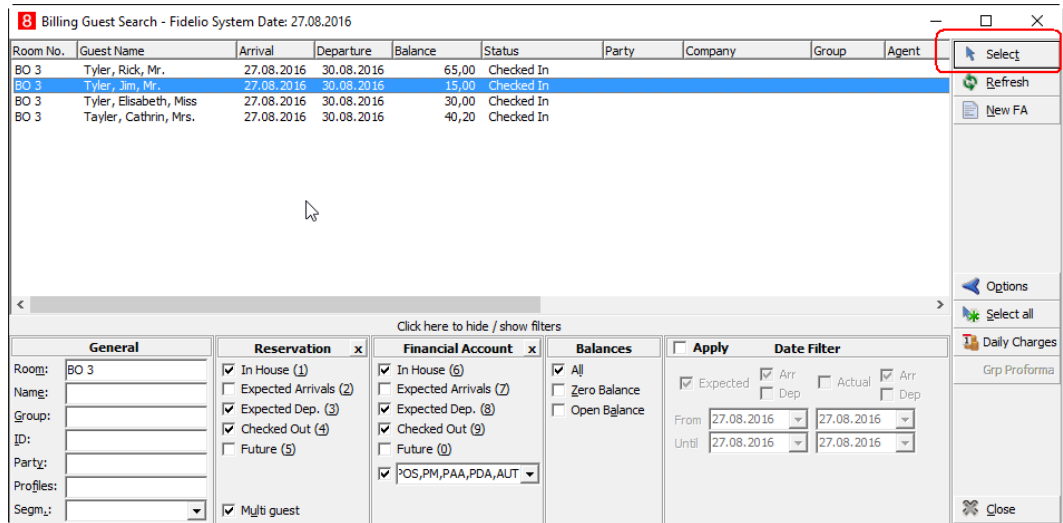 8 Billing Guest Search - Fidelio System Date: 27.08.2016
Room No. Guest Name Arrival Departure Balance Status Party Company Group Agent
BO 3 Tyler, Rick, Mr. 27.08.2016 30.08.2016 65,00 Checked In
BO 3 Tyler, Jim, Mr. 27.08.2016 30.08.2016 15,00 Checked In
BO 3 Tyler, Elisabeth, Miss 27.08.2016 30.08.2016 30,00 Checked In
BO 3 Tayler, Cathrin, Mrs. 27.08.2016 30.08.2016 40,20 Checked In
Select
Refresh
New FA
Options
Select all
Daily Charges
Grp Proforma
Close
Click here to hide / show filters
General
Room: BO 3
Name:
Group:
ID:
Party:
Profiles:
Segm.:
Reservation x
In House (1)
Expected Arrivals (2)
Expected Dep. (3)
Checked Out (4)
Future (5)
Multi guest
Financial Account x
In House (6)
Expected Arrivals (7)
Expected Dep. (8)
Checked Out (9)
Future (0)
POS,PM,PAA,PDA,AUT
Balances
All
Zero Balance
Open Balance
Apply Date Filter
Expected Arr Actual Arr
Dep Dep
From 27.08.2016 27.08.2016
Until 27.08.2016 27.08.2016